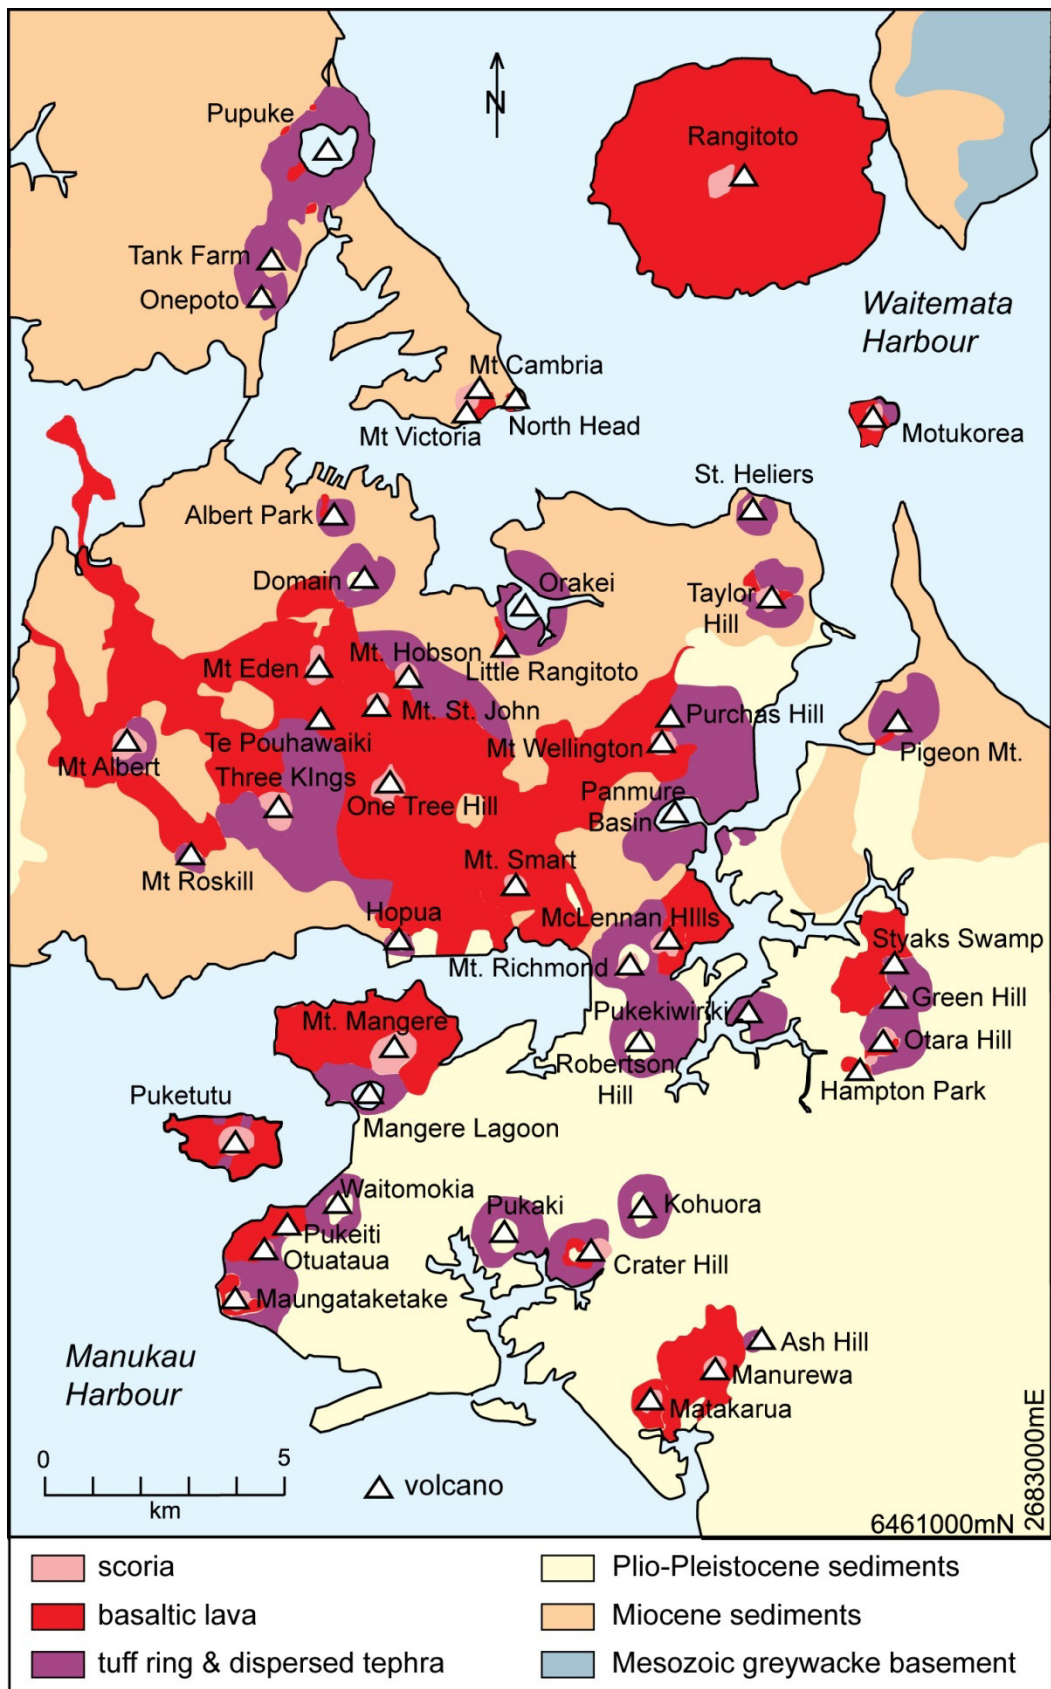 Pupuke
N
Rangitoto
Tank Farm
Onepoto
Waitemata
Harbour
Mt Cambria
Mt Victoria
North Head
Motukorea
St. Heliers
Albert Park
Domain
Orakei
Taylor
Hill
Mt. Hobson
Mt Eden
Little Rangitoto
Mt. St. John
Purchas Hill
Te Pouhawaiki
Mt Wellington
Mt Albert
Pigeon Mt.
Three KIngs
One Tree Hill
Panmure
Basin
Mt. Smart
Mt Roskill
Hopua
McLennan HIlls
Styaks Swamp
Mt. Richmond
Green Hill
Pukekiwiriki
Mt. Mangere
Otara Hill
Robertson
Hill
Hampton Park
Puketutu
Mangere Lagoon
Waitomokia
Pukaki
Kohuora
Pukeiti
Otuataua
Crater Hill
Maungataketake
Ash Hill
Manukau
Harbour
Manurewa
Matakarua
0 5
km
volcano
2683000mE
6461000mN
scoria
basaltic lava
tuff ring & dispersed tephra
Plio-Pleistocene sediments
Miocene sediments
Mesozoic greywacke basement